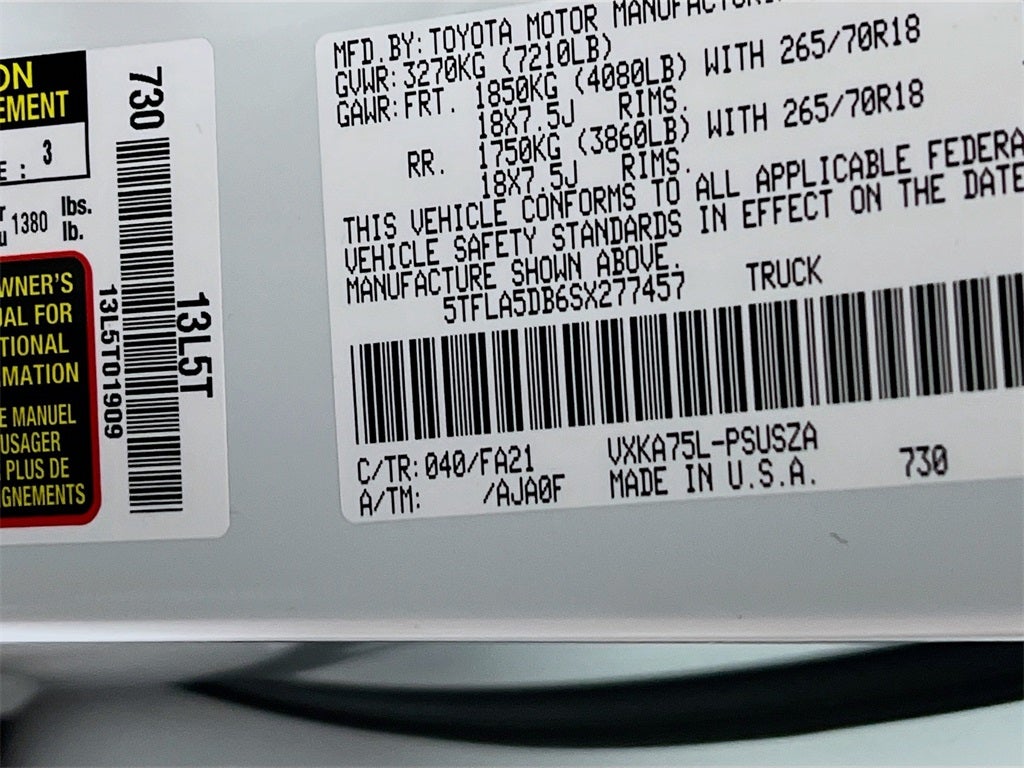 ON
EMENT
E : 3
1380 lbs.
lb.
WNER'S
UAL FOR
TIONAL
MATION
E MANUEL
USAGER
PLUS DE
IGNEMENTS
730
13L5T
13L5T01909
MFD. BY: TOYOTA MOTOR MANUFACTURI
GVWR: 3270KG (7210LB)
GAWR: FRT. 1850KG (4080LB) WITH 265/70R18
18X7.5J RIMS.
RR. 1750KG (3860LB) WITH 265/70R18
18X7.5J RIMS.
THIS VEHICLE CONFORMS TO ALL APPLICABLE FEDERA
VEHICLE SAFETY STANDARDS IN EFFECT ON THE DATE
MANUFACTURE SHOWN ABOVE.
5TFLA5DB6SX277457 TRUCK
C/TR: 040/FA21 VXKA75L-PSUSZA
A/TM: /AJA0F MADE IN U.S.A. 730